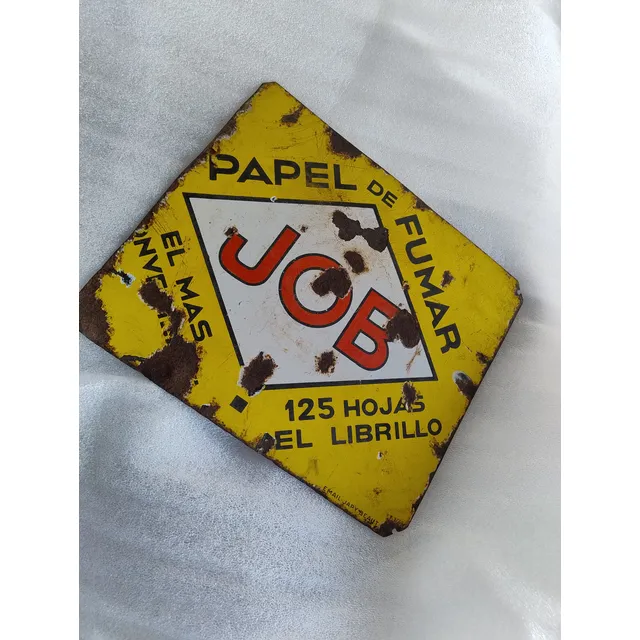 PAPEL DE
FUMAR
JOB
EL MAS
125 HOJAS
EL LIBRILLO